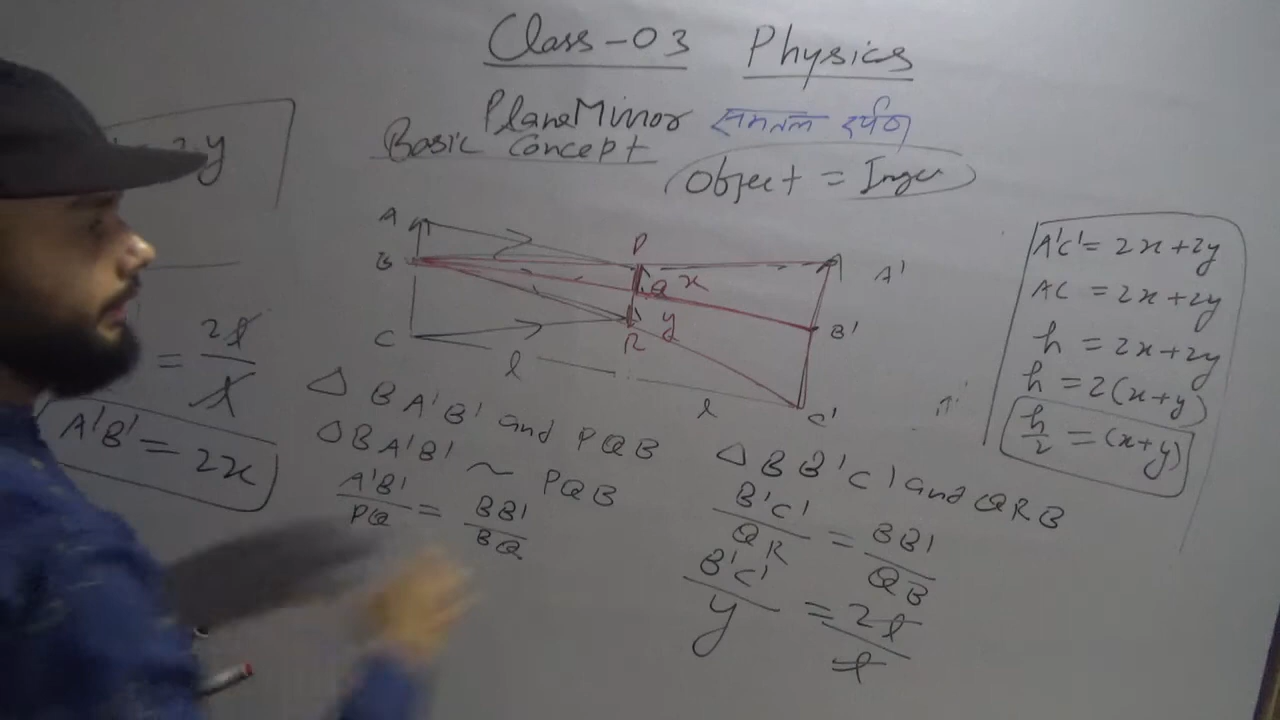 Class-03 Physics
Plane Mirror समतल दर्पण
Basic Concept
Object =
2y
A
B
C
P
Q x
y
R
A'
B'
C'
l
l
= 2l/l
A'B' = 2x
△ BA'B' and PQB
△BA'B' ~ PQB
A'B'/PQ = BB'/BQ
△ BB'C' and QRB
B'C'/QR = BB'/QB
B'C'/y = 2l/l
A'C' = 2x+2y
AC = 2x+2y
h = 2x+2y
h = 2(x+y)
h/2 = (x+y)